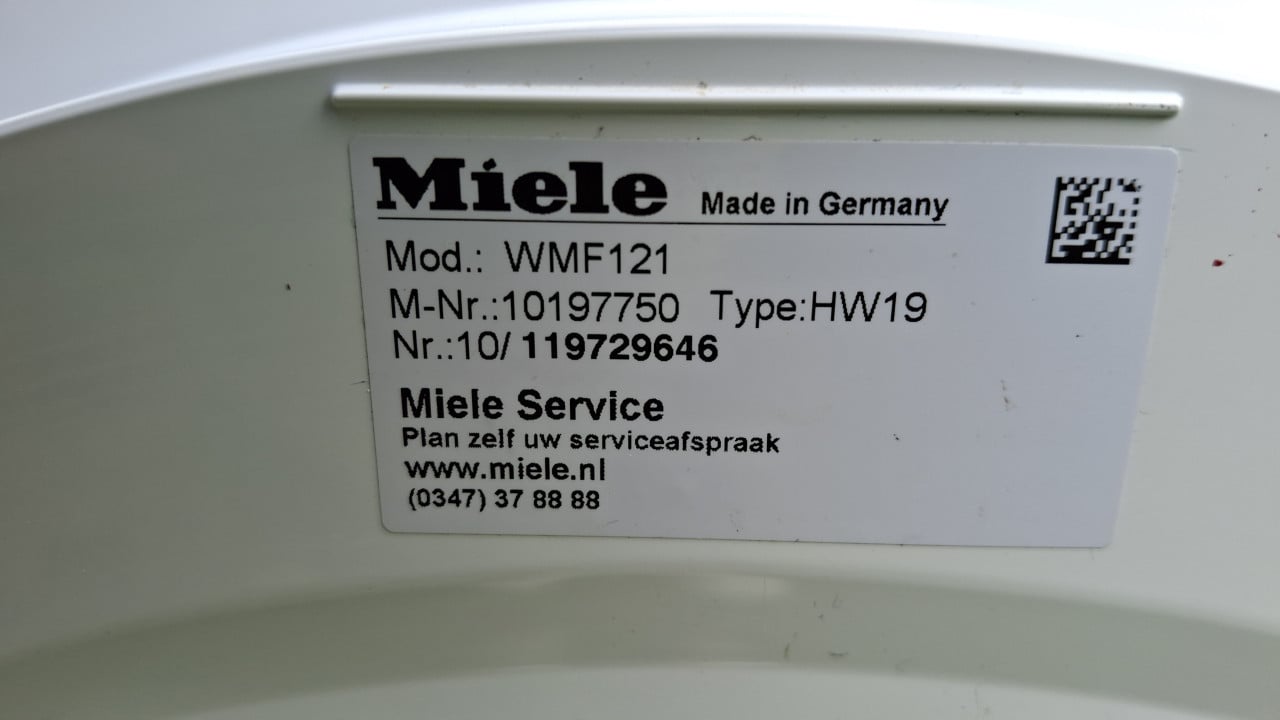 Miele Made in Germany
Mod.: WMF121
M-Nr.:10197750 Type:HW19
Nr.:10/ 119729646
Miele Service
Plan zelf uw serviceafspraak
www.miele.nl
(0347) 37 88 88